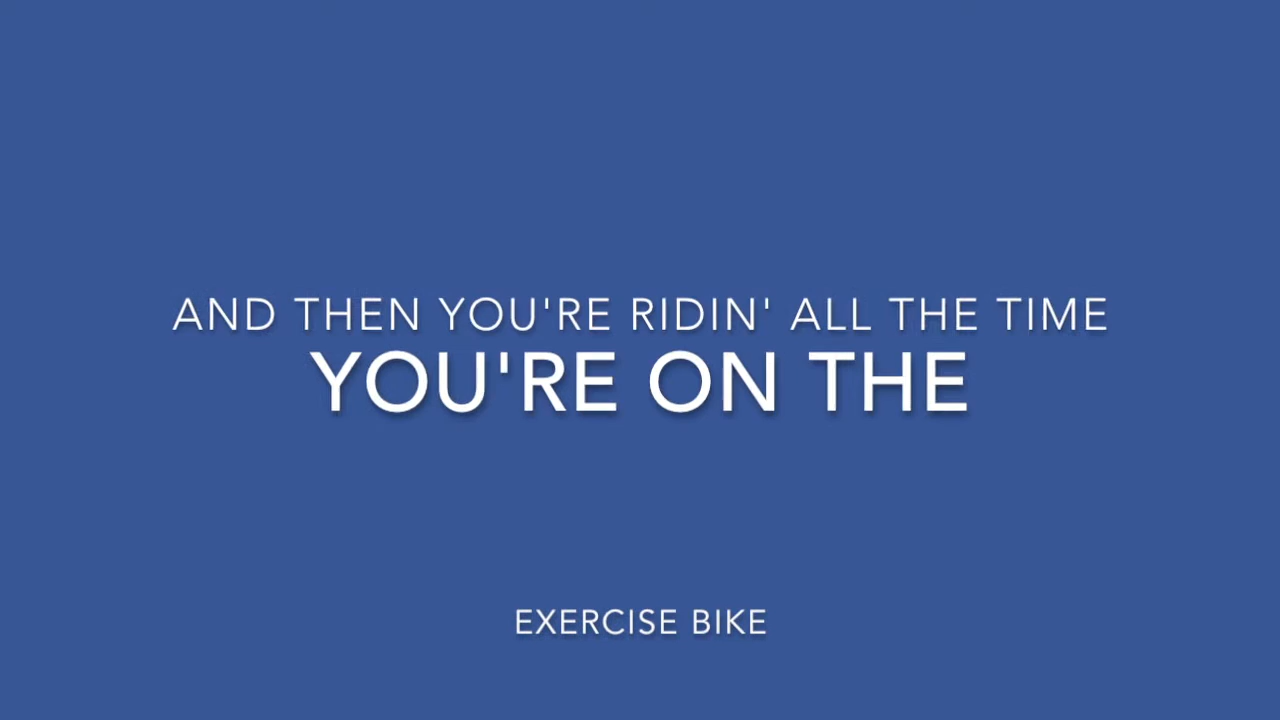 AND THEN YOU'RE RIDIN' ALL THE TIME
YOU'RE ON THE
EXERCISE BIKE